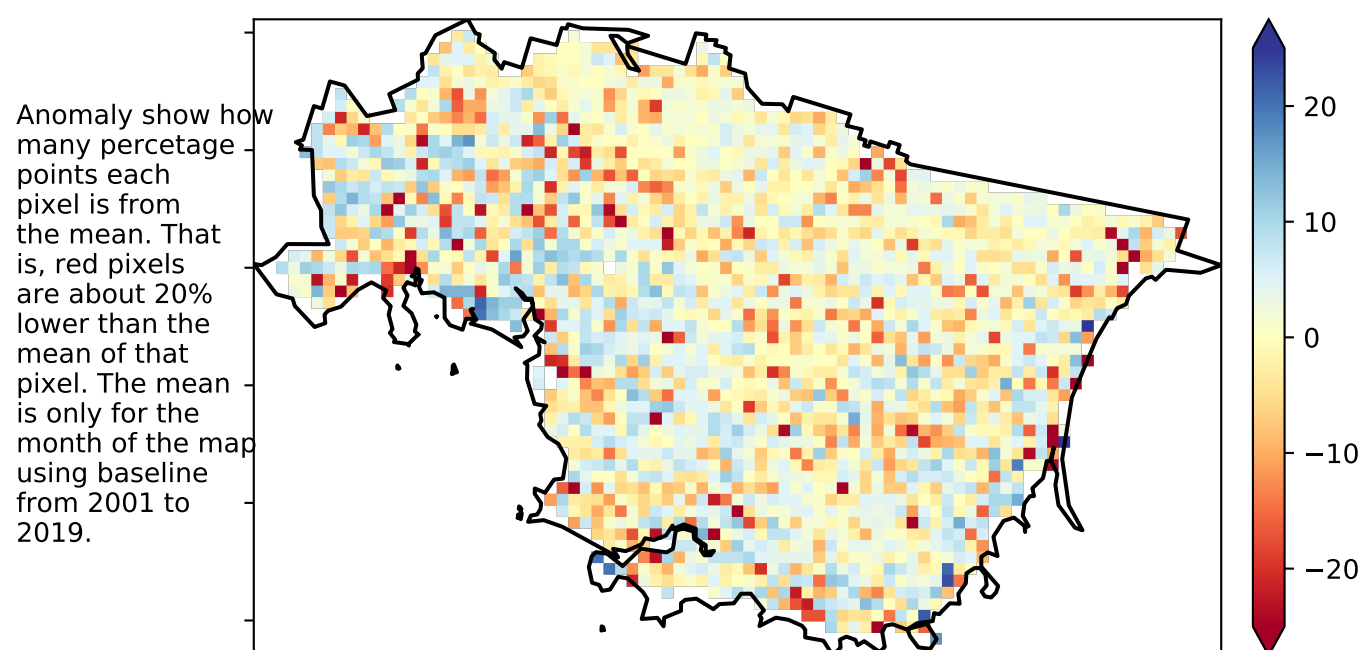 Anomaly show how
many percetage
points each
pixel is from
the mean. That
is, red pixels
are about 20%
lower than the
mean of that
pixel. The mean
is only for the
month of the map
using baseline
from 2001 to
2019.
20
10
0
−10
−20